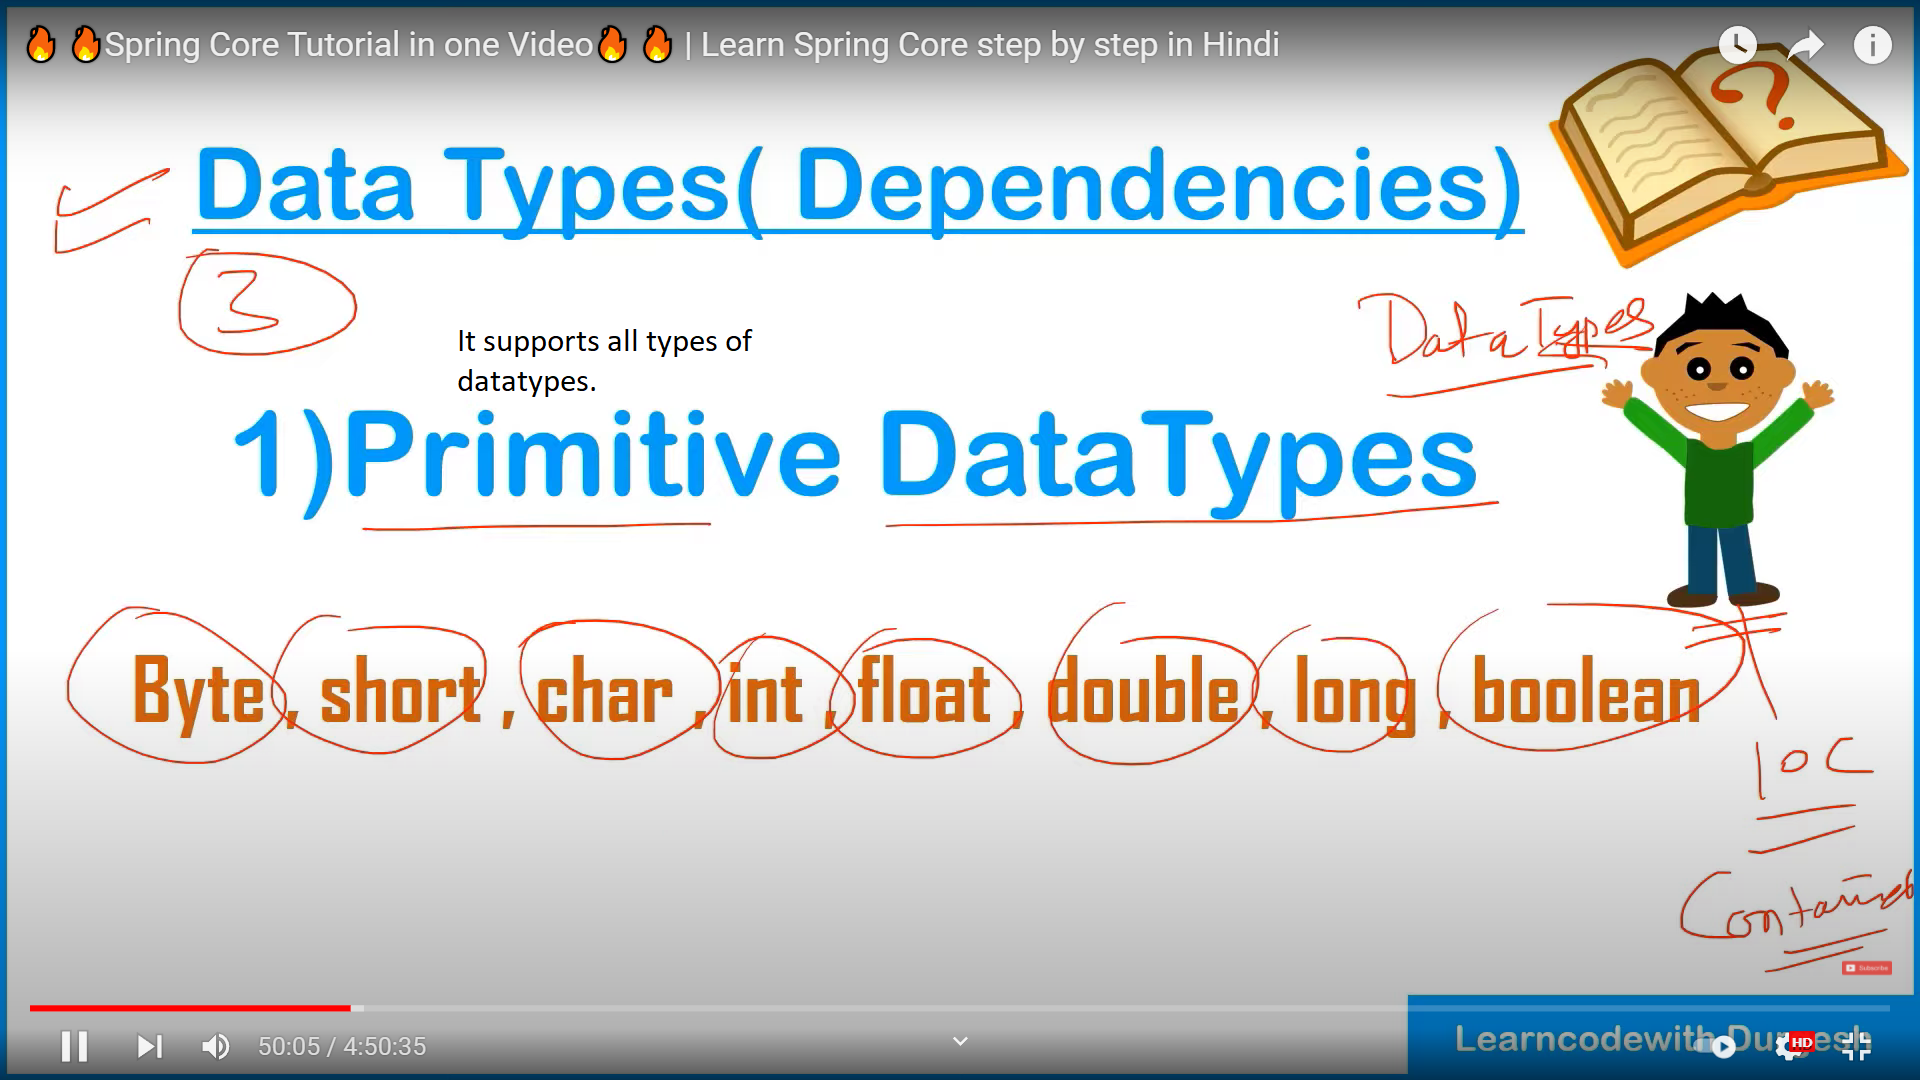 🔥🔥Spring Core Tutorial in one Video🔥🔥 | Learn Spring Core step by step in Hindi
Data Types( Dependencies)
3
Data Types
It supports all types of
datatypes.
1)Primitive DataTypes
Byte , short , char , int , float , double , long , boolean
IOC
Container
Subscribe
50:05 / 4:50:35
Learncodewith Durgesh
HD